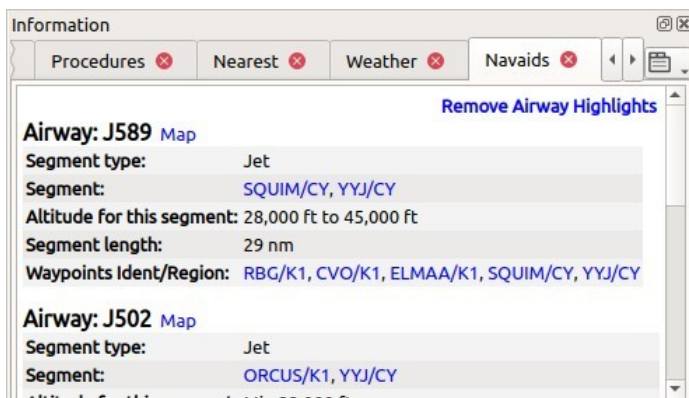 Information
Procedures Nearest Weather Navaids
Remove Airway Highlights
Airway: J589 Map
Segment type: Jet
Segment: SQUIM/CY, YYJ/CY
Altitude for this segment: 28,000 ft to 45,000 ft
Segment length: 29 nm
Waypoints Ident/Region: RBG/K1, CVO/K1, ELMAA/K1, SQUIM/CY, YYJ/CY
Airway: J502 Map
Segment type: Jet
Segment: ORCUS/K1, YYJ/CY